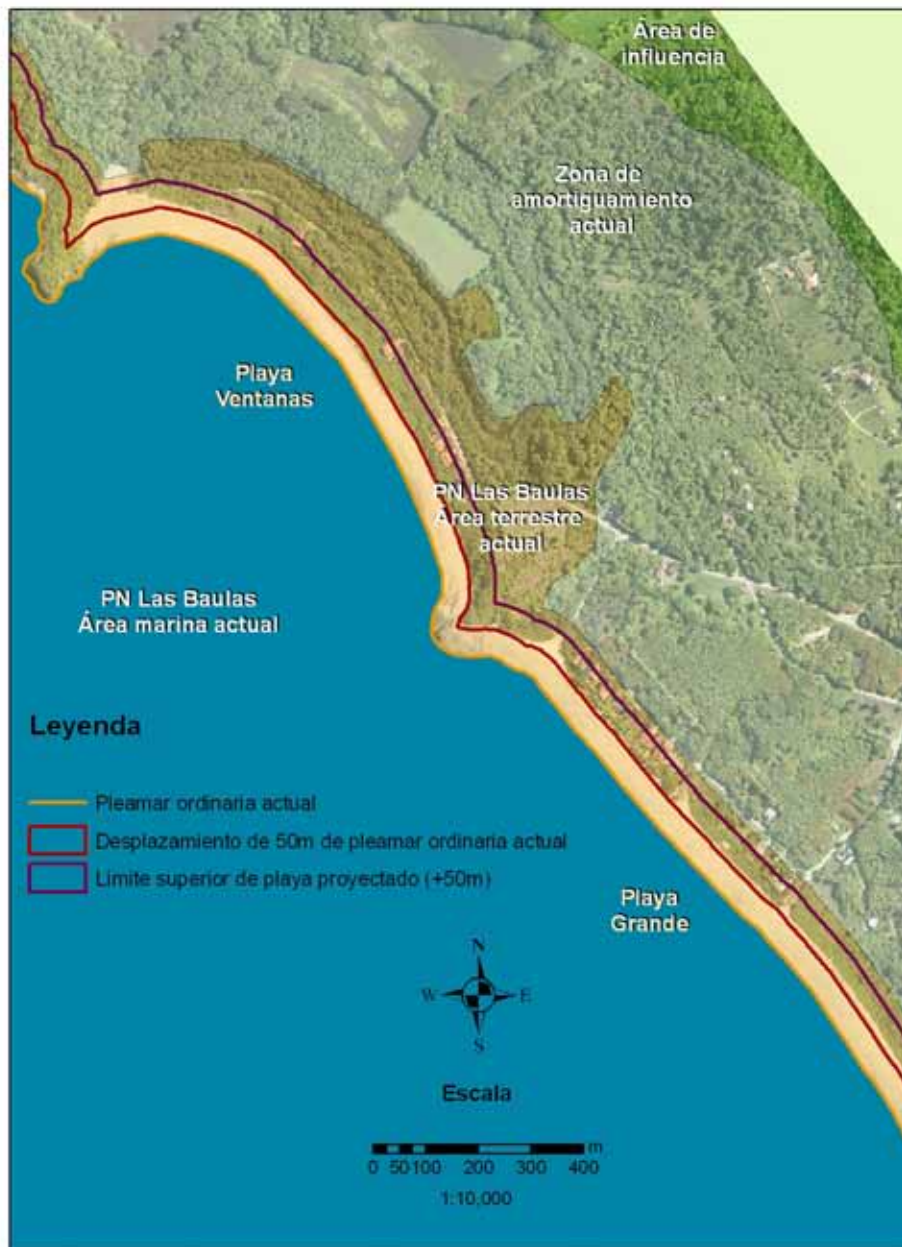 Área de
influencia
Zona de
amortiguamiento
actual
Playa
Ventanas
PN Las Baulas
Área terrestre
actual
PN Las Baulas
Área marina actual
Leyenda
Pleamar ordinaria actual
Desplazamiento de 50m de pleamar ordinaria actual
Límite superior de playa proyectado (+50m)
Playa
Grande
N
W E
S
Escala
m
0 50 100 200 300 400
1:10,000